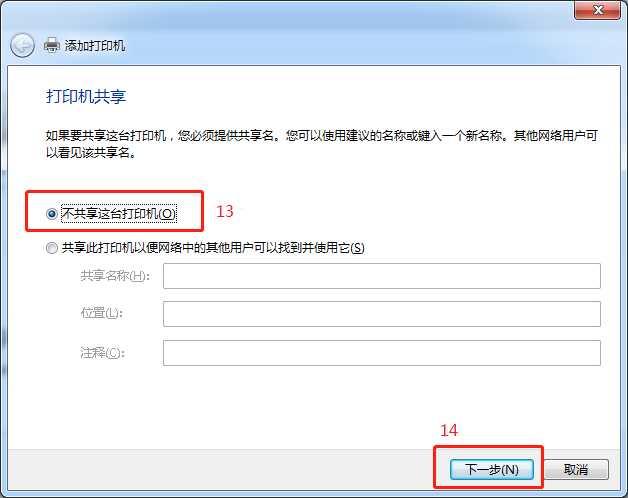 添加打印机
打印机共享
如果要共享这台打印机，您必须提供共享名。您可以使用建议的名称或键入一个新名称。其他网络用户可
以看见该共享名。
不共享这台打印机(O) 13
共享此打印机以便网络中的其他用户可以找到并使用它(S)
共享名称(H):
位置(L):
注释(C):
14
下一步(N) 取消